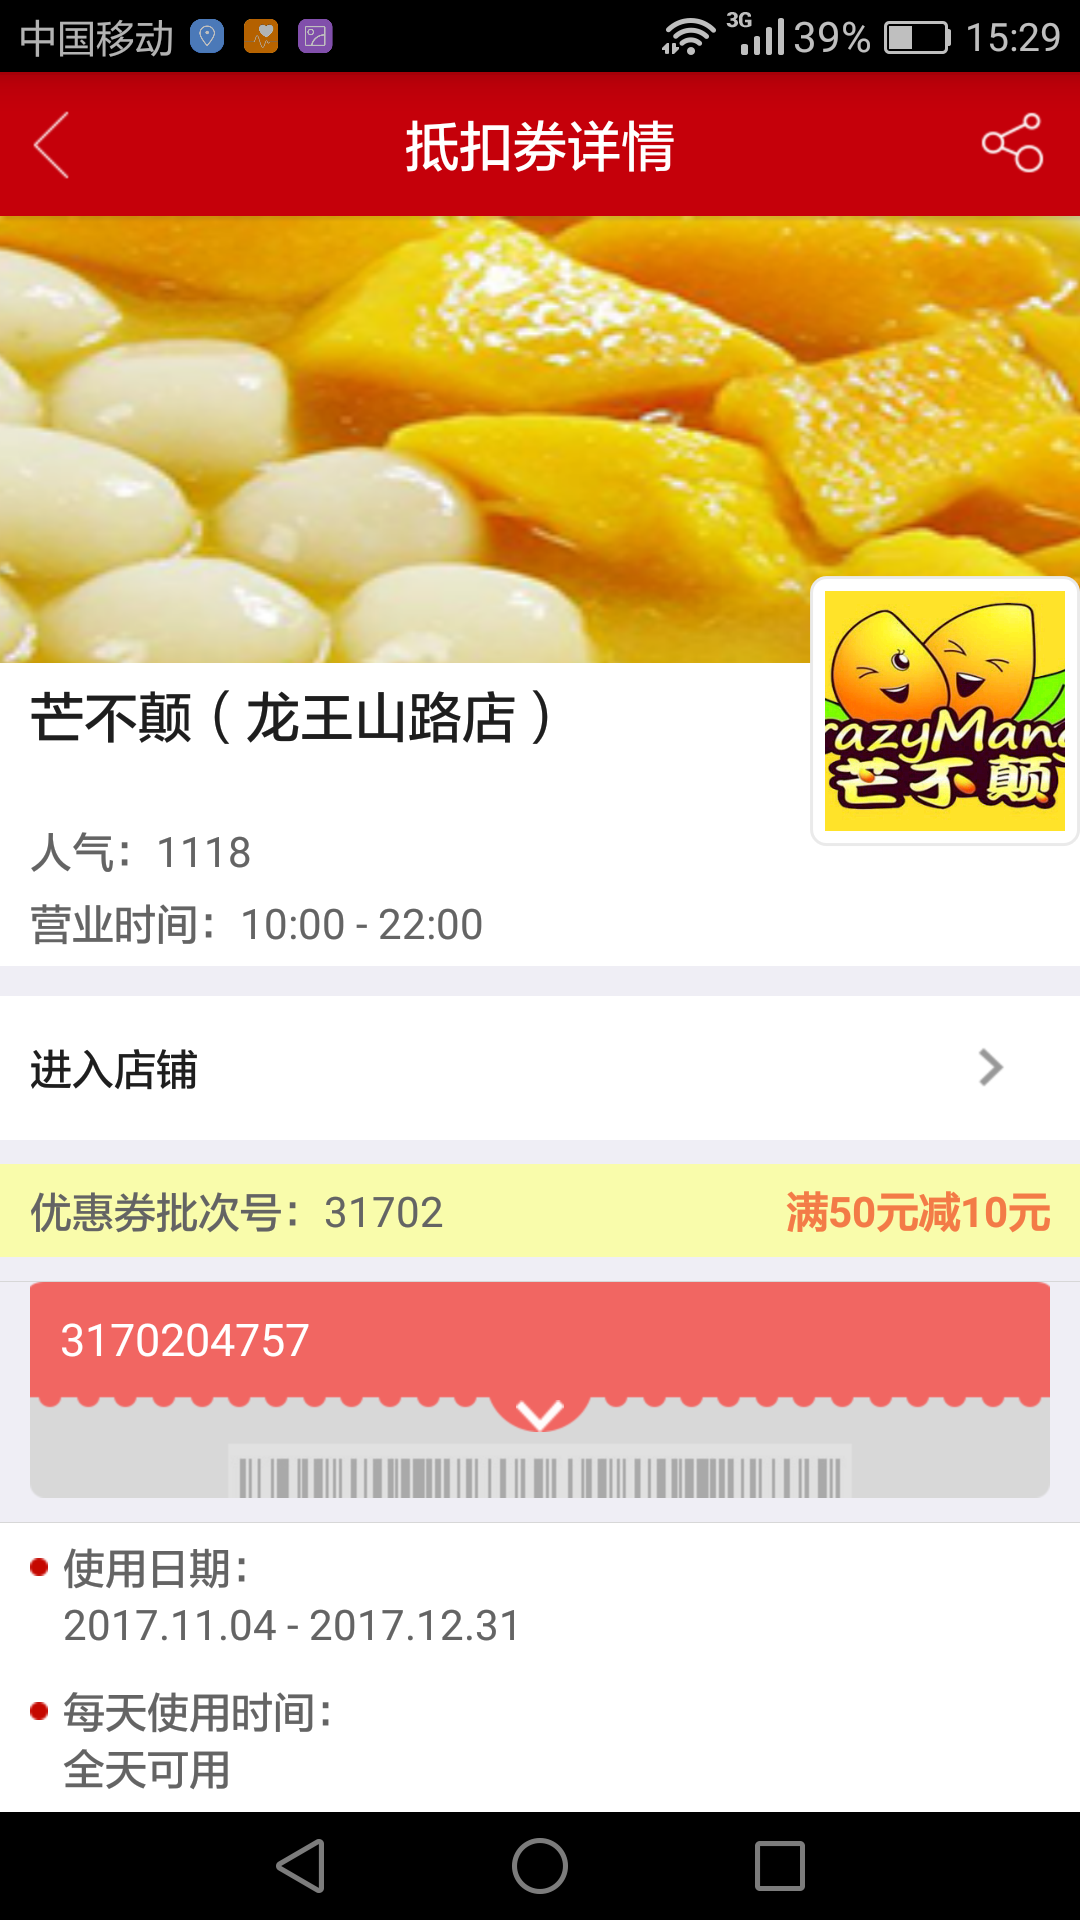 中国移动 3G 39% 15:29
抵扣券详情
CrazyMang
芒不颠
芒不颠（龙王山路店）
人气：1118
营业时间：10:00 - 22:00
进入店铺
优惠券批次号：31702 满50元减10元
3170204757
使用日期：
2017.11.04 - 2017.12.31
每天使用时间：
全天可用